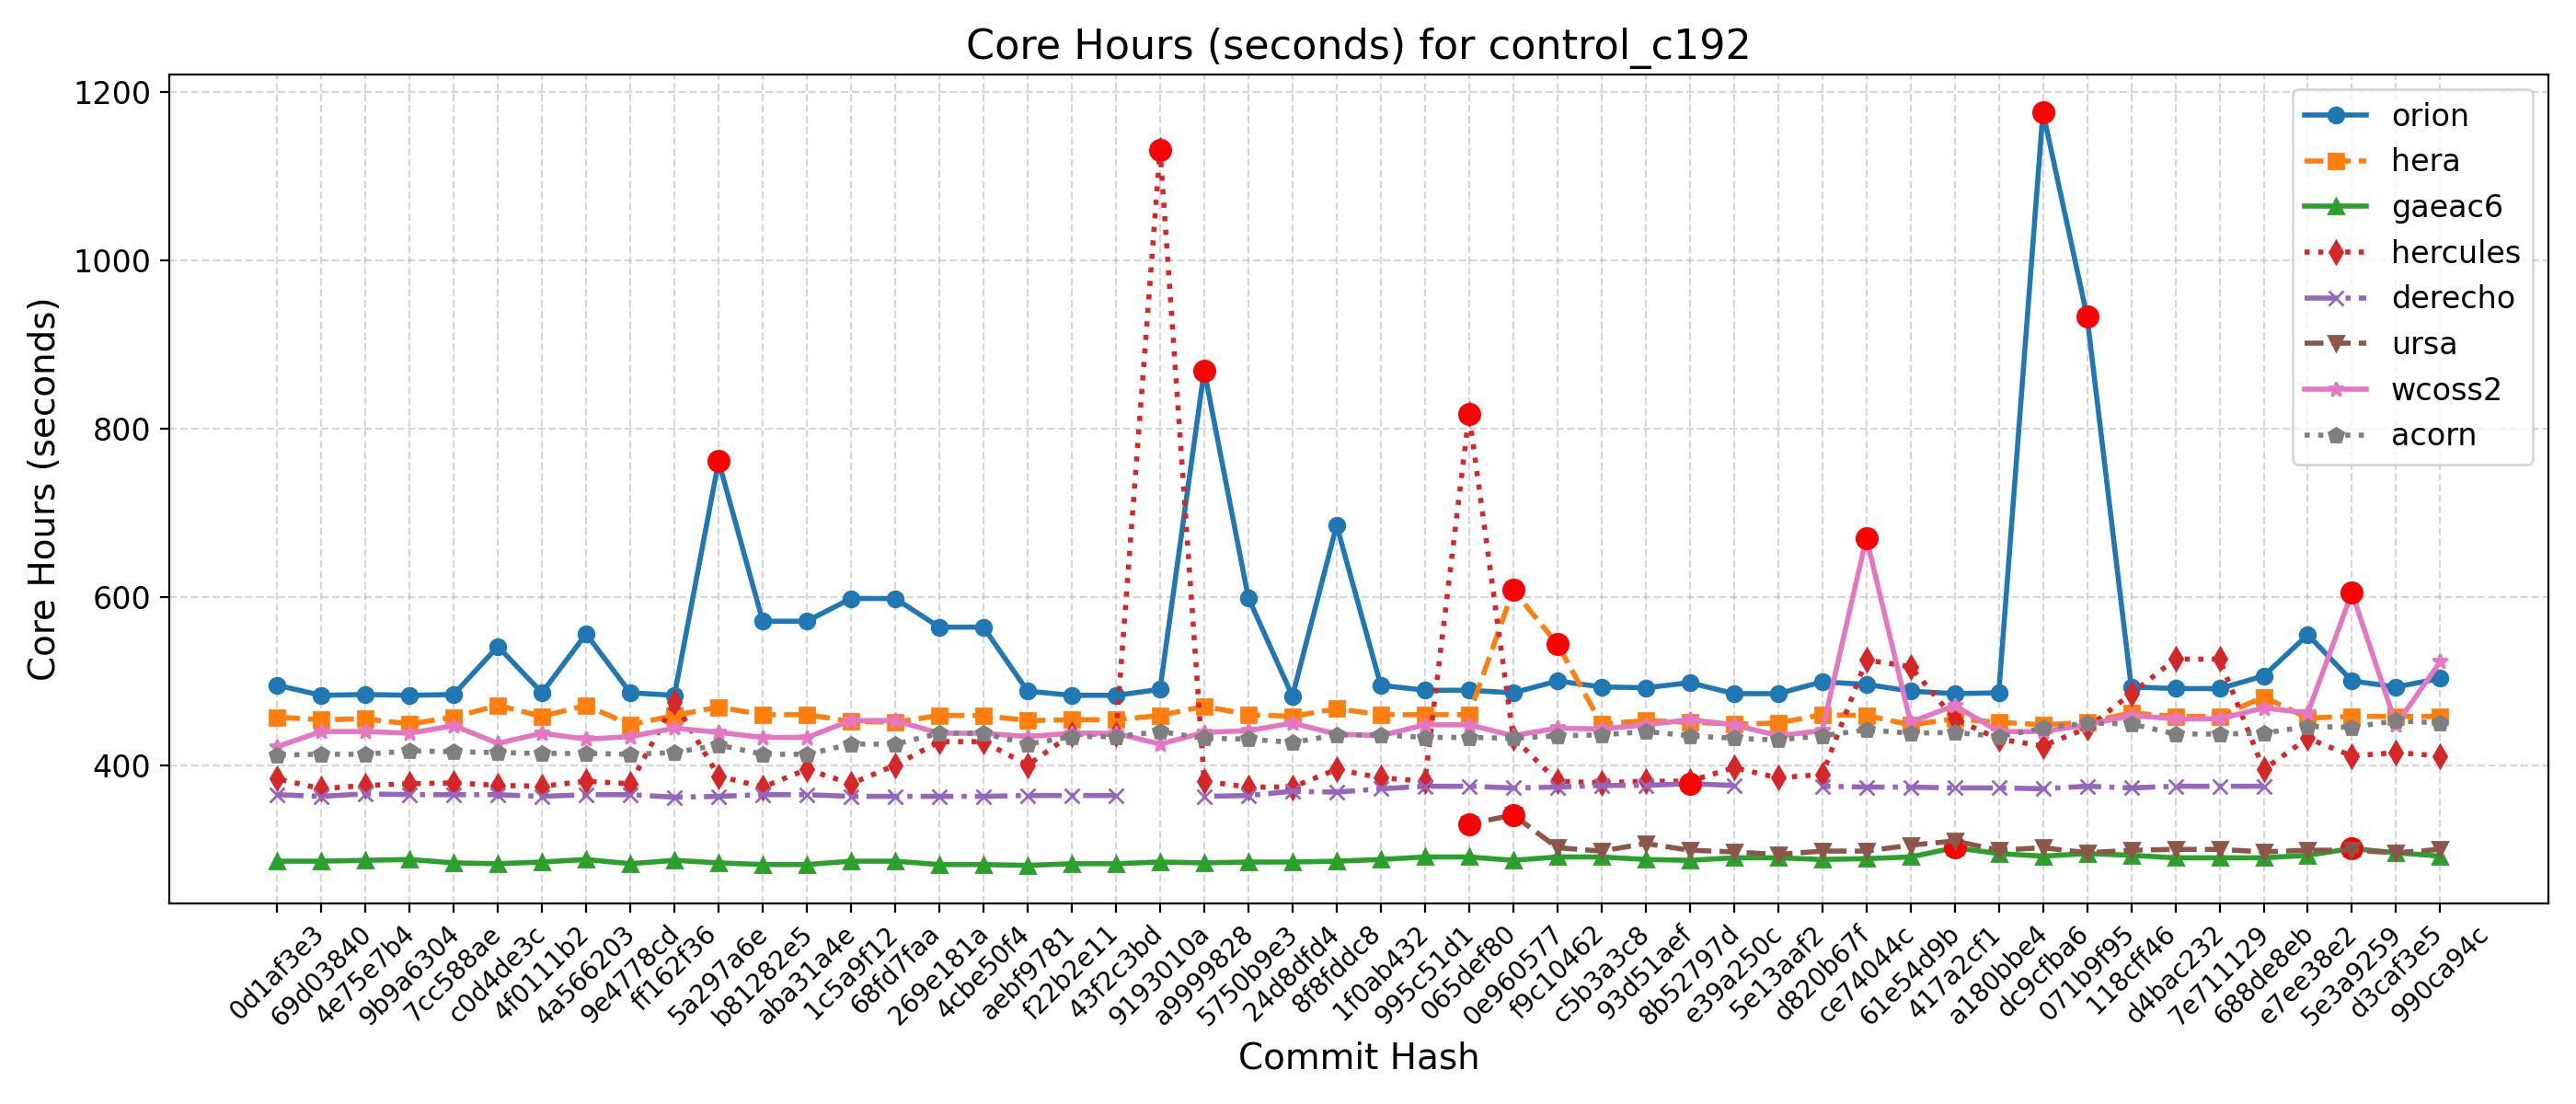 Core Hours (seconds) for control_c192
Core Hours (seconds)
1200
1000
800
600
400
orion
hera
gaeac6
hercules
derecho
ursa
wcoss2
acorn
0d1af3e3
69d03840
4e75e7b4
9b9a6304
7cc588ae
c0d4de3c
4f0111b2
4a566203
9e4778cd
ff162f36
5a297a6e
b81282e5
aba31a4e
1c5a9f12
68fd7faa
269e181a
4cbe50f4
aebf9781
f22b2e11
43f2c3bd
9193010a
a9999828
5750b9e3
24d8dfd4
8f8fddc8
1f0ab432
995c51d1
065def80
0e960577
f9c10462
c5b3a3c8
93d51aef
8b52797d
e39a250c
5e13aaf2
d820b67f
ce74044c
61e54d9b
417a2cf1
a180bbe4
dc9cfba6
071b9f95
118cff46
d4bac232
7e711129
688de8eb
e7ee38e2
5e3a9259
d3caf3e5
990ca94c
Commit Hash